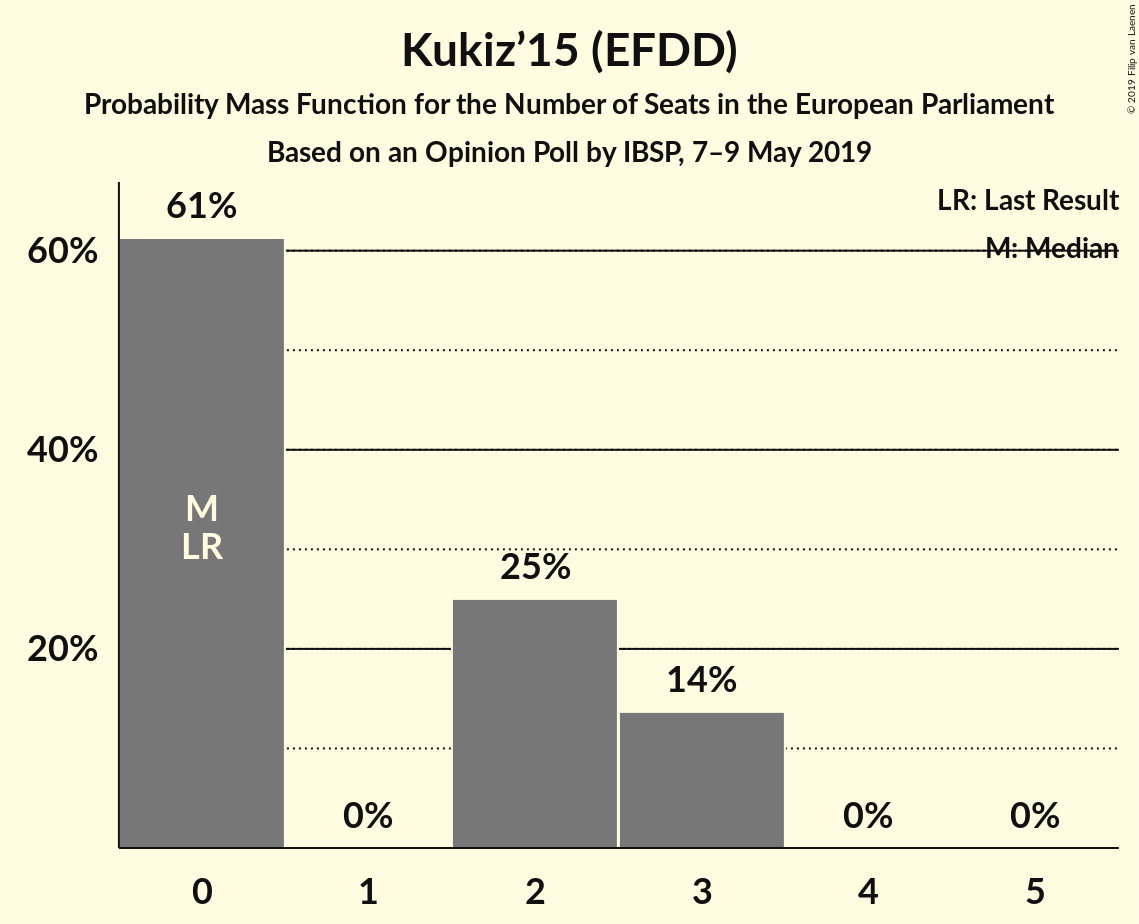 Kukiz’15 (EFDD)
Probability Mass Function for the Number of Seats in the European Parliament
Based on an Opinion Poll by IBSP, 7–9 May 2019
© 2019 Filip van Laenen
LR: Last Result
M: Median
61%
60%
40%
20%
M
LR
0%
25%
14%
0%
0%
0 1 2 3 4 5